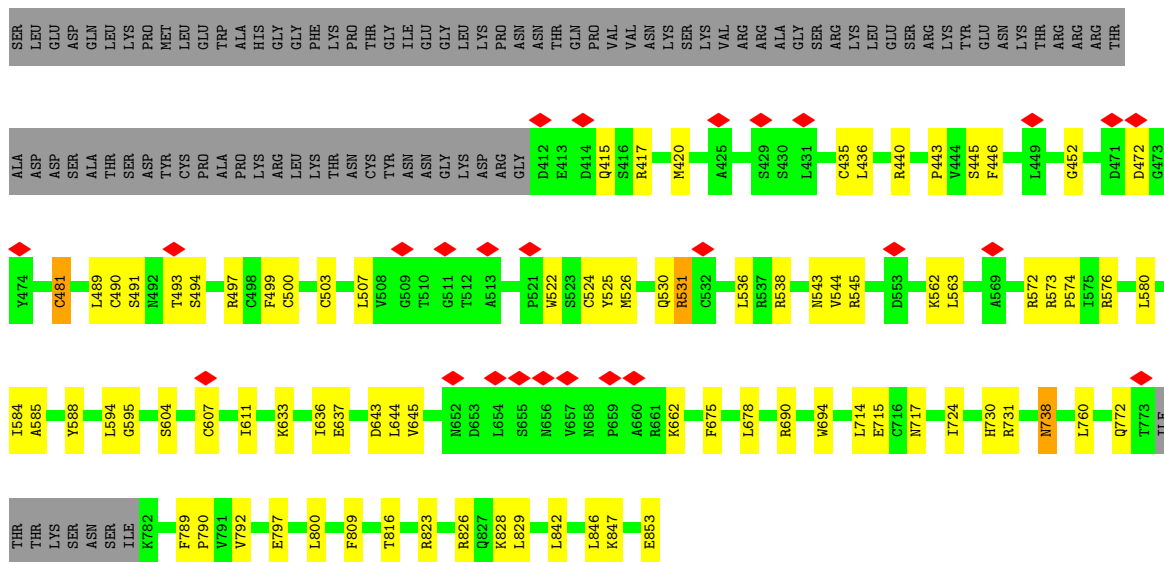 SER LEU GLU ASP GLN LEU LYS PRO MET LEU GLU TRP ALA HIS GLY GLY PHE LYS PRO THR GLY ILE GLU GLY LEU LYS PRO ASN ASN THR GLN PRO VAL VAL ASN LYS SER LYS VAL ARG ARG ALA GLY SER ARG LYS LEU GLU SER ARG LYS TYR GLU ASN LYS THR ARG ARG ARG THR
ALA ASP ASP SER ALA THR SER ASP TYR CYS PRO ALA PRO LYS ARG LEU LYS THR ASN CYS TYR ASN ASN GLY LYS ASP ARG GLY D412 E413 D414 Q415 S416 R417 M420 A425 S429 S430 L431 C435 L436 R440 P443 V444 S445 F446 L449 G452 D471 D472 G473
Y474 C481 L489 C490 S491 N492 T493 S494 R497 C498 F499 C500 C503 L507 V508 G509 T510 G511 T512 A513 P521 W522 S523 C524 Y525 M526 Q530 R531 C532 L536 R537 R538 N543 V544 R545 D553 K562 L563 A569 R572 R573 P574 I575 R576 L580
I584 A585 Y588 L594 G595 S604 C607 I611 K633 I636 E637 D643 L644 V645 N652 D653 L654 S655 N656 V657 N658 P659 A660 R661 K662 F675 L678 R690 W694 L714 E715 C716 N717 I724 H730 R731 N738 L760 Q772 T773 ILE
THR THR LYS SER ASN SER ILE K782 F789 P790 V791 V792 E797 L800 F809 T816 R823 R826 Q827 K828 L829 L842 L846 K847 E853